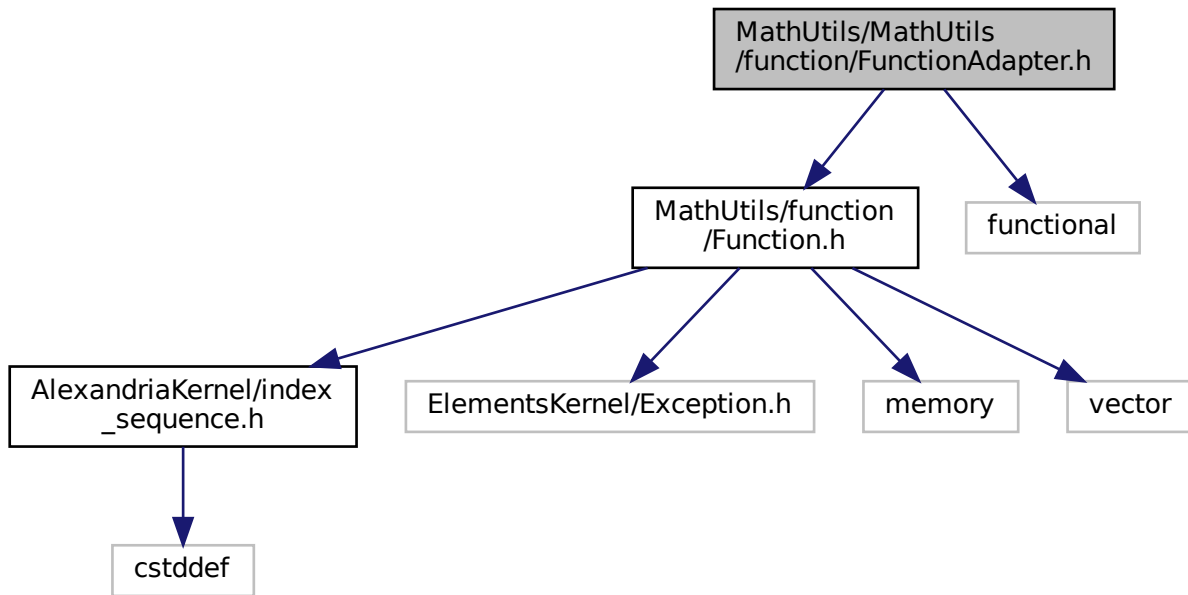 MathUtils/MathUtils
/function/FunctionAdapter.h
MathUtils/function
/Function.h
functional
AlexandriaKernel/index
_sequence.h
ElementsKernel/Exception.h
memory
vector
cstddef